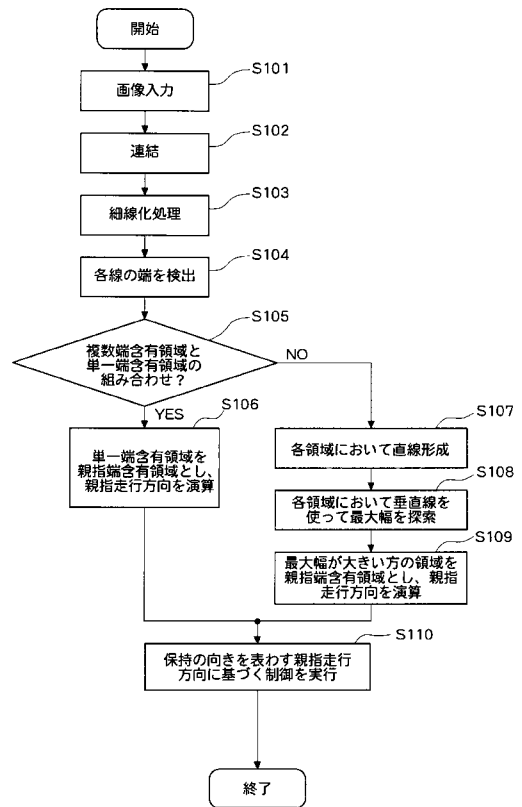 開始
S101
画像入力
S102
連結
S103
細線化処理
S104
各線の端を検出
S105
複数端含有領域と
単一端含有領域の
組み合わせ？
NO
YES
S106
単一端含有領域を
親指端含有領域とし、
親指走行方向を演算
S107
各領域において直線形成
S108
各領域において垂直線を
使って最大幅を探索
S109
最大幅が大きい方の領域を
親指端含有領域とし、親指
走行方向を演算
S110
保持の向きを表わす親指走行
方向に基づく制御を実行
終了